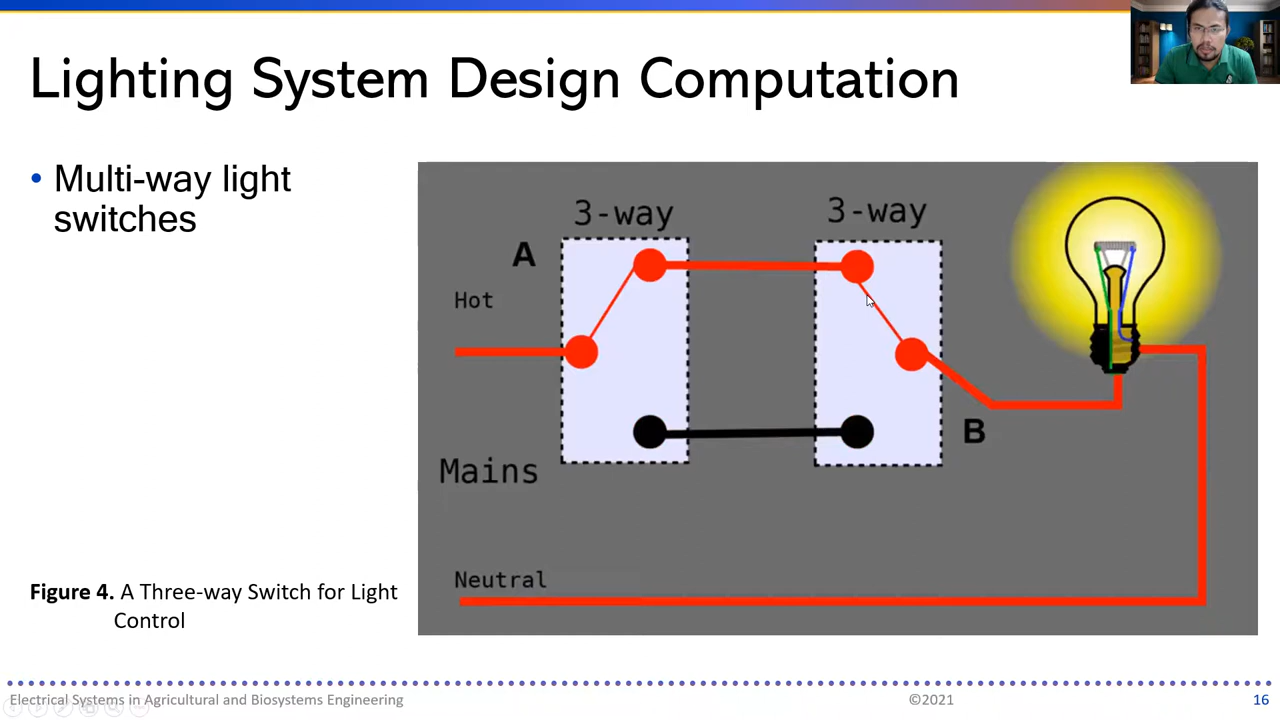 Lighting System Design Computation
• Multi-way light
switches
3-way
3-way
A
Hot
B
Mains
Neutral
Figure 4. A Three-way Switch for Light
Control
Electrical Systems in Agricultural and Biosystems Engineering
©2021
16